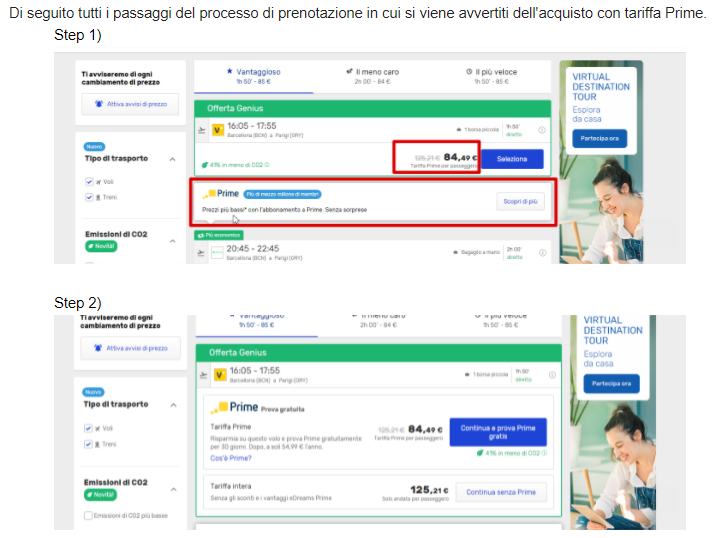 Di seguito tutti i passaggi del processo di prenotazione in cui si viene avvertiti dell'acquisto con tariffa Prime.
Step 1)
Ti avviseremo di ogni
cambiamento di prezzo
Attiva avvisi di prezzo
Nuovo
Tipo di trasporto
Voli
Treni
Emissioni di CO2
Novità!
Vantaggioso
1h 50' - 85 €
Il meno caro
2h 00' - 84 €
Il più veloce
1h 50' - 85 €
Offerta Genius
16:05 - 17:55
Barcellona (BCN) a Parigi (ORY)
1 borsa piccola
1h 50'
diretto
41% in meno di CO2
125,21 € 84,49 €
Tariffa Prime per passeggero
Seleziona
Prime
Più di mezzo milione di membri
Prezzi più bassi* con l'abbonamento a Prime. Senza sorprese
Scopri di più
Più economico
20:45 - 22:45
Barcellona (BCN) a Parigi (ORY)
Bagaglio a mano
2h 00'
diretto
VIRTUAL
DESTINATION
TOUR
Esplora
da casa
Partecipa ora
Step 2)
Ti avviseremo di ogni
cambiamento di prezzo
Attiva avvisi di prezzo
Nuovo
Tipo di trasporto
Voli
Treni
Emissioni di CO2
Novità!
Emissioni di CO2 più basse
Vantaggioso
1h 50' - 85 €
Il meno caro
2h 00' - 84 €
Il più veloce
1h 50' - 85 €
Offerta Genius
16:05 - 17:55
Barcellona (BCN) a Parigi (ORY)
1 borsa piccola
1h 50'
diretto
Prime Prova gratuita
Tariffa Prime
Risparmia su questo volo e prova Prime gratuitamente
per 30 giorni. Dopo, a soli 54,99 € l'anno.
Cos'è Prime?
125,21 € 84,49 €
Tariffa Prime per passeggero
Continua e prova Prime
gratis
41% in meno di CO2
Tariffa intera
Senza gli sconti e i vantaggi eDreams Prime
125,21 €
Solo andata per passeggero
Continua senza Prime
VIRTUAL
DESTINATION
TOUR
Esplora
da casa
Partecipa ora